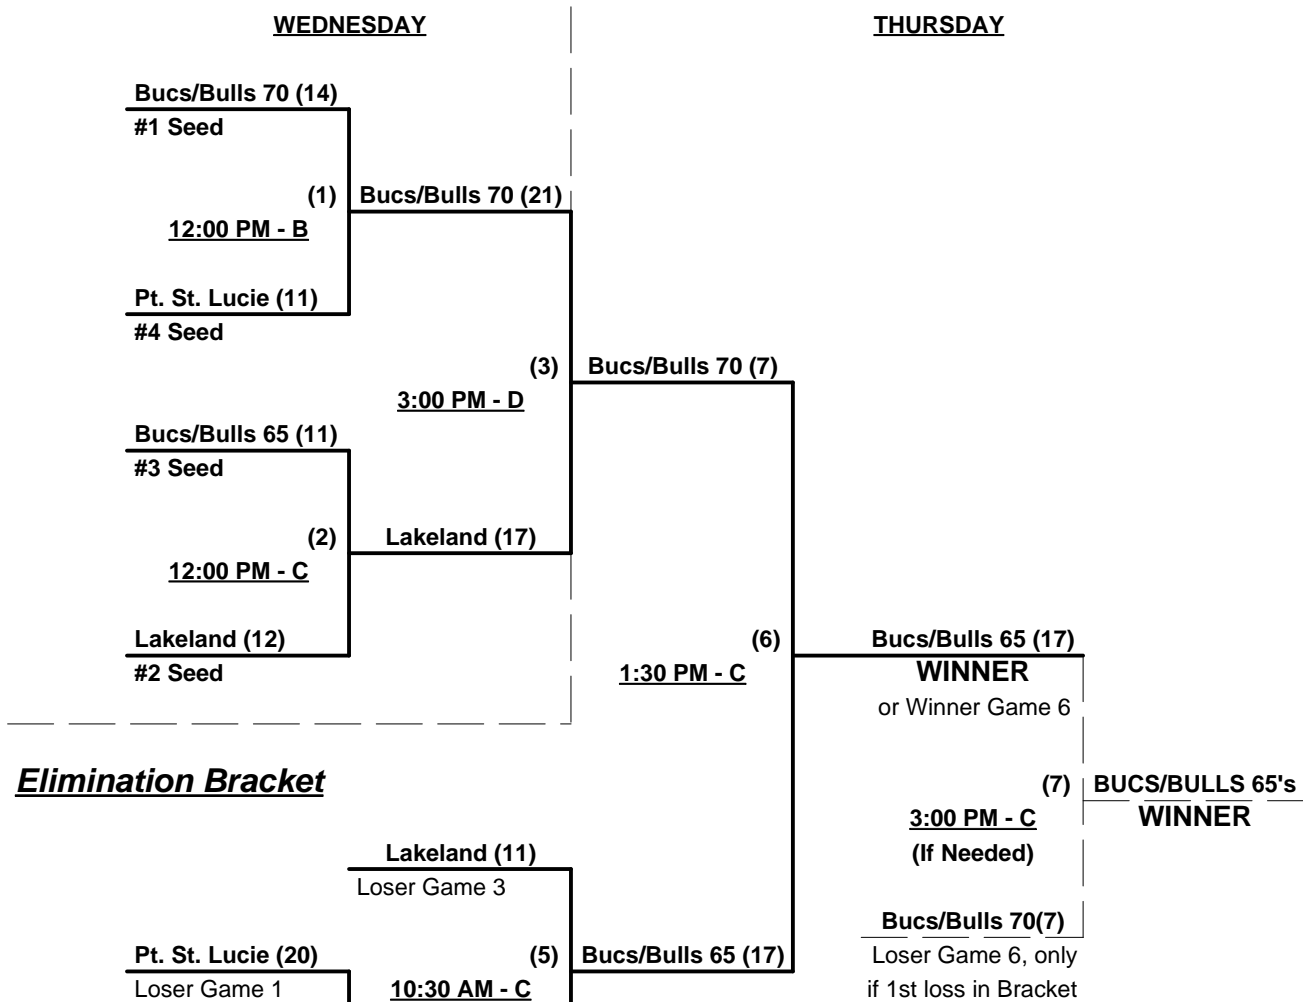 WEDNESDAY
THURSDAY
Bucs/Bulls 70 (14)
#1 Seed
(1)
Bucs/Bulls 70 (21)
12:00 PM - B
Pt. St. Lucie (11)
#4 Seed
(3)
Bucs/Bulls 70 (7)
3:00 PM - D
Bucs/Bulls 65 (11)
#3 Seed
(2)
Lakeland (17)
12:00 PM - C
Lakeland (12)
#2 Seed
(6)
Bucs/Bulls 65 (17)
1:30 PM - C
WINNER
or Winner Game 6
Elimination Bracket
(7)
BUCS/BULLS 65's
3:00 PM - C
WINNER
(If Needed)
Lakeland (11)
Loser Game 3
Bucs/Bulls 70(7)
Pt. St. Lucie (20)
(5)
Bucs/Bulls 65 (17)
Loser Game 6, only
Loser Game 1
10:30 AM - C
if 1st loss in Bracket